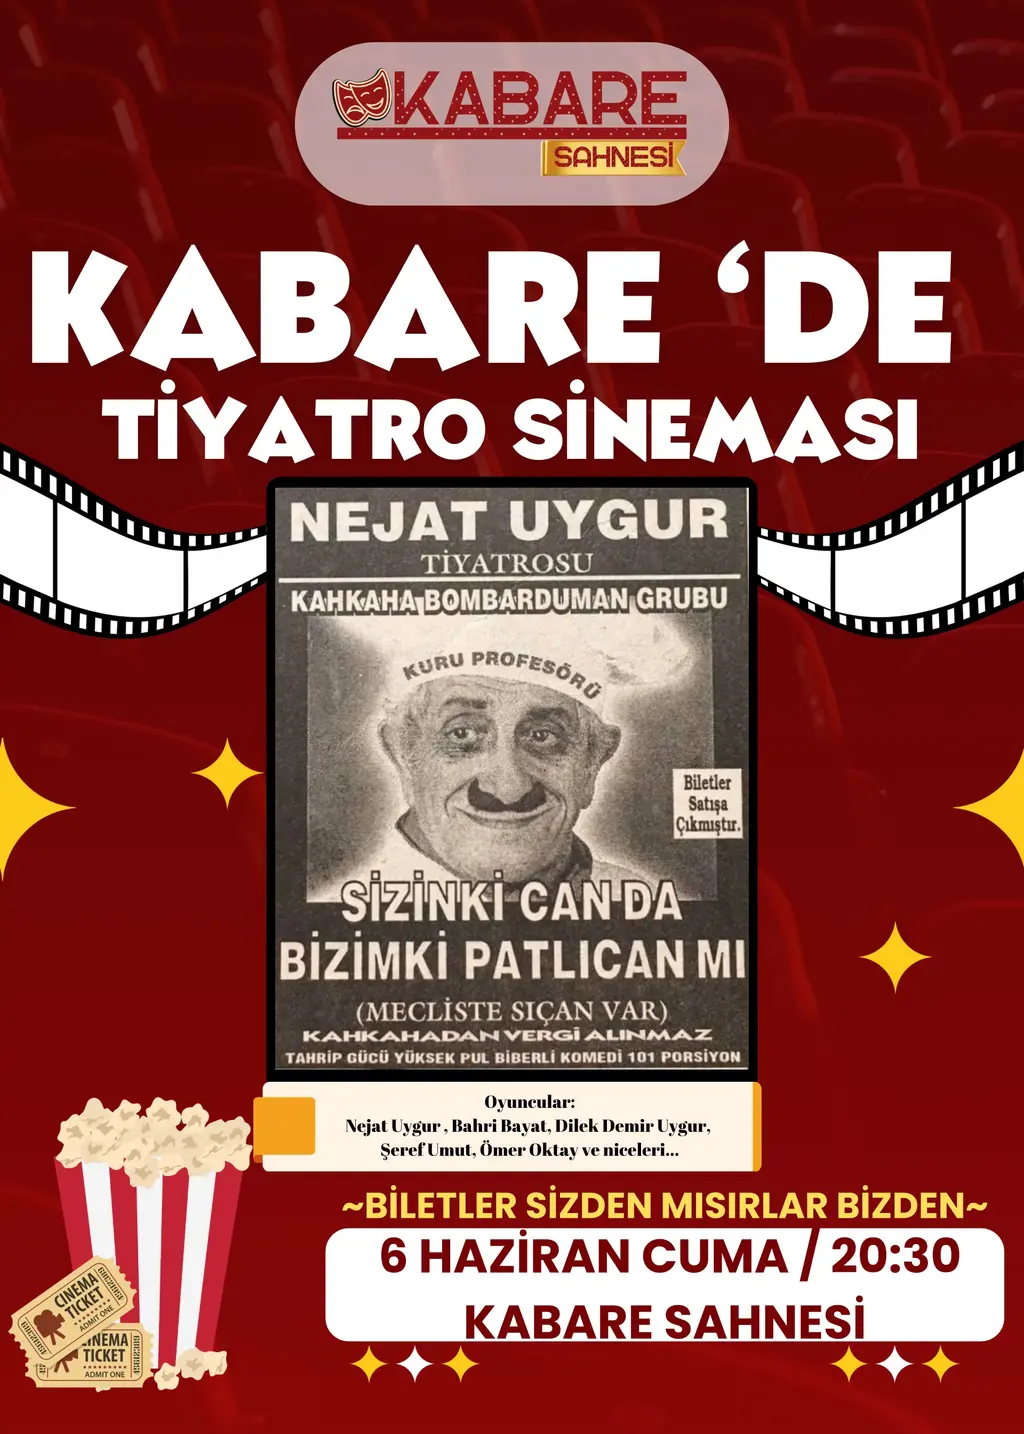 KABARE
SAHNESİ
KABARE ‘DE
TİYATRO SİNEMASI
NEJAT UYGUR
TİYATROSU
KAHKAHA BOMBARDUMAN GRUBU
KURU PROFESÖRÜ
Biletler
Satışa
Çıkmıştır.
SİZİNKİ CAN DA
BİZİMKİ PATLICAN MI
(MECLİSTE SIÇAN VAR)
KAHKAHADAN VERGİ ALINMAZ
TAHRİP GÜCÜ YÜKSEK PUL BİBERLİ KOMEDİ 101 PORSİYON
Oyuncular:
Nejat Uygur , Bahri Bayat, Dilek Demir Uygur,
Şeref Umut, Ömer Oktay ve niceleri...
~BİLETLER SİZDEN MISIRLAR BİZDEN~
6 HAZİRAN CUMA / 20:30
KABARE SAHNESİ
CINEMA
TICKET
ADMIT ONE
CINEMA
TICKET
ADMIT ONE